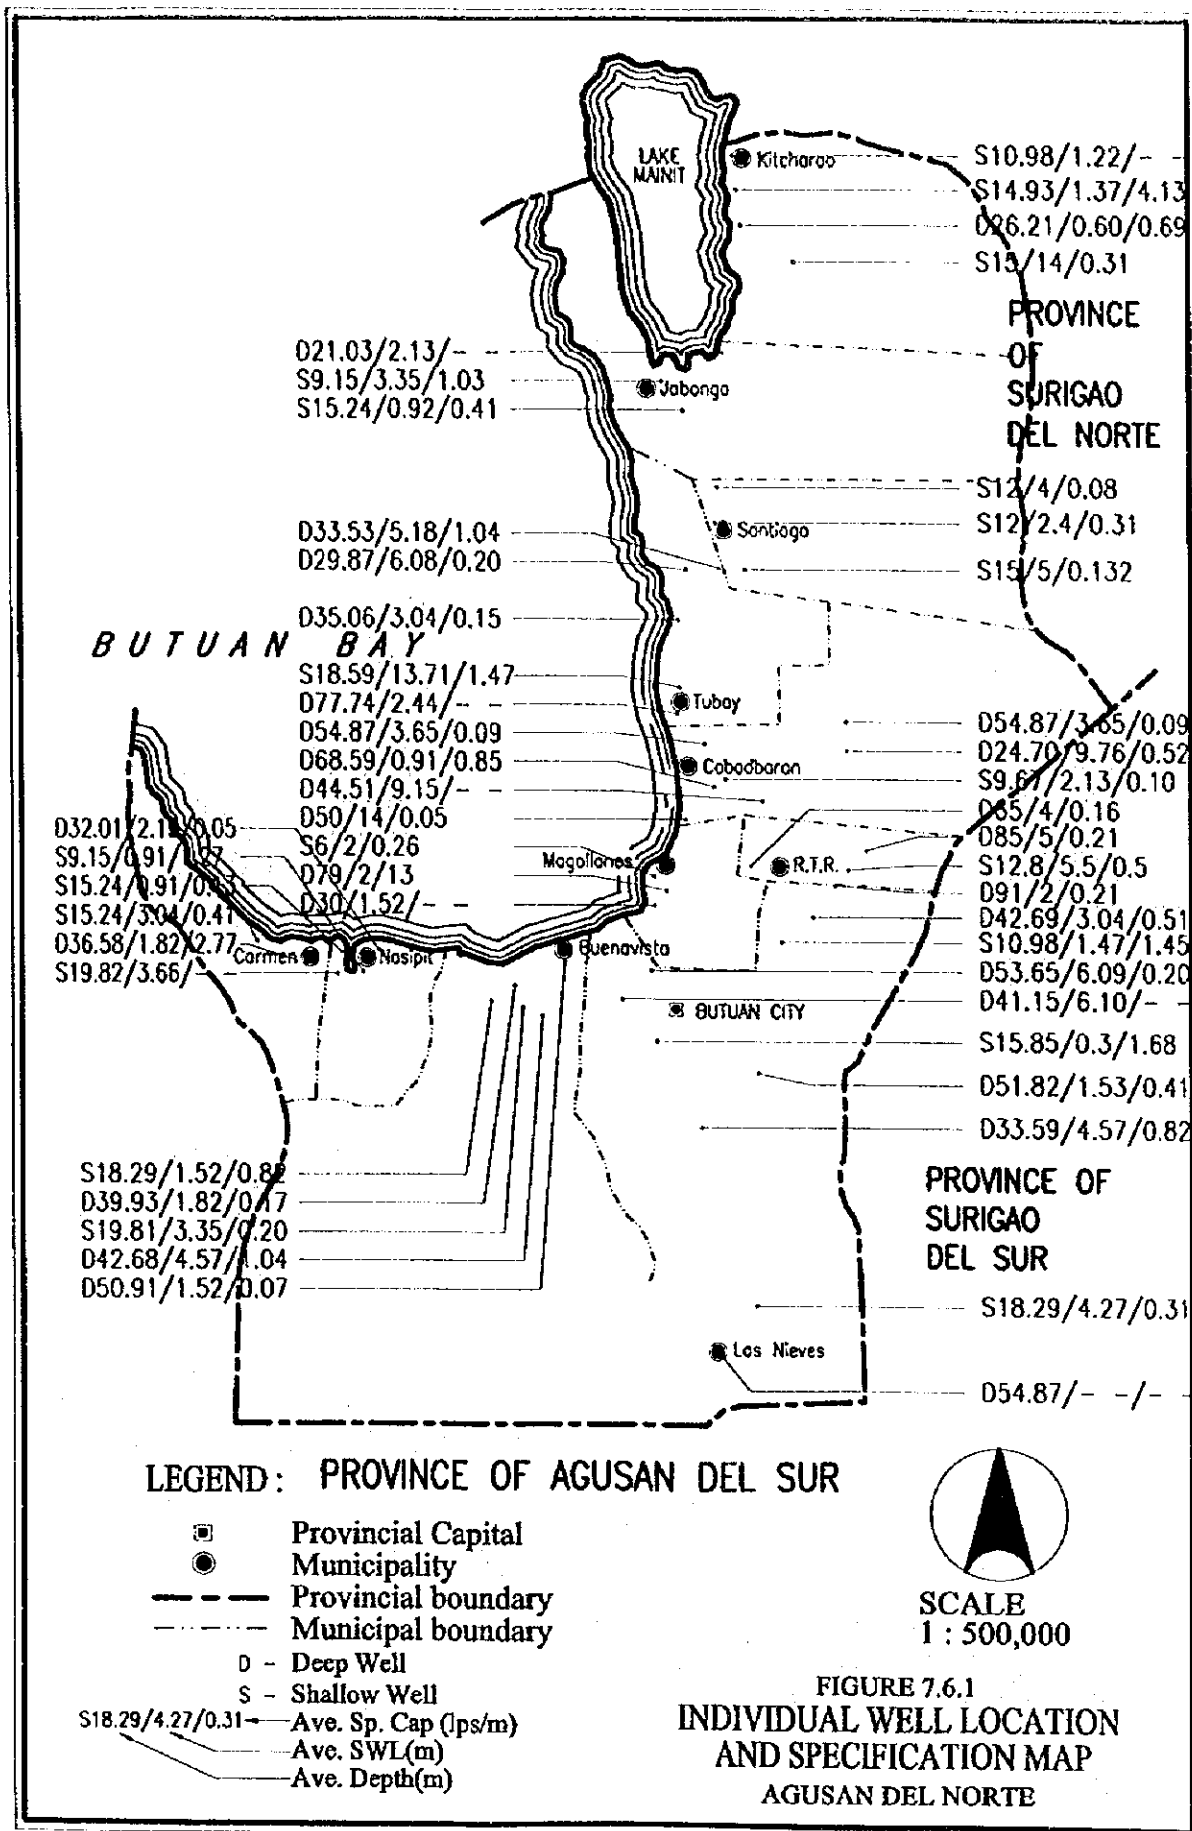 LAKE
MAINIT
Kitcharao
S10.98/1.22/- -
S14.93/1.37/4.13
D26.21/0.60/0.69
S15/14/0.31
PROVINCE
OF
SURIGAO
DEL NORTE
D21.03/2.13/- -
S9.15/3.35/1.03
S15.24/0.92/0.41
Jabonga
S12/4/0.08
S12/2.4/0.31
S15/5/0.132
Santiago
D33.53/5.18/1.04
D29.87/6.08/0.20
D35.06/3.04/0.15
BUTUAN BAY
S18.59/13.71/1.47
D77.74/2.44/- -
D54.87/3.65/0.09
D68.59/0.91/0.85
D44.51/9.15/- -
D50/14/0.05
S6/2/0.26
D79/2/13
D30/1.52/- -
Tubay
Cabadbaran
Magallanes
R.T.R.
D54.87/3.65/0.09
D24.70/9.76/0.52
S9.67/2.13/0.10
D65/4/0.16
D85/5/0.21
S12.8/5.5/0.5
D91/2/0.21
D42.69/3.04/0.51
S10.98/1.47/1.45
D53.65/6.09/0.20
D41.15/6.10/- -
S15.85/0.3/1.68
D51.82/1.53/0.41
D33.59/4.57/0.82
S9.15/0.91/
S15.24/0.91/
S15.24/3.04/0.41
D36.58/1.82/2.77
S19.82/3.66/-
Carmen
Nasipit
Buenavista
BUTUAN CITY
S18.29/1.52/0.82
D39.93/1.82/0.17
S19.81/3.35/0.20
D42.68/4.57/1.04
D50.91/1.52/0.07
PROVINCE OF
SURIGAO
DEL SUR
S18.29/4.27/0.31
Las Nieves
D54.87/- -/- -
LEGEND: PROVINCE OF AGUSAN DEL SUR
Provincial Capital
Municipality
Provincial boundary
Municipal boundary
D - Deep Well
S - Shallow Well
S18.29/4.27/0.31 Ave. Sp. Cap (lps/m)
Ave. SWL(m)
Ave. Depth(m)
SCALE
1 : 500,000
FIGURE 7.6.1
INDIVIDUAL WELL LOCATION
AND SPECIFICATION MAP
AGUSAN DEL NORTE